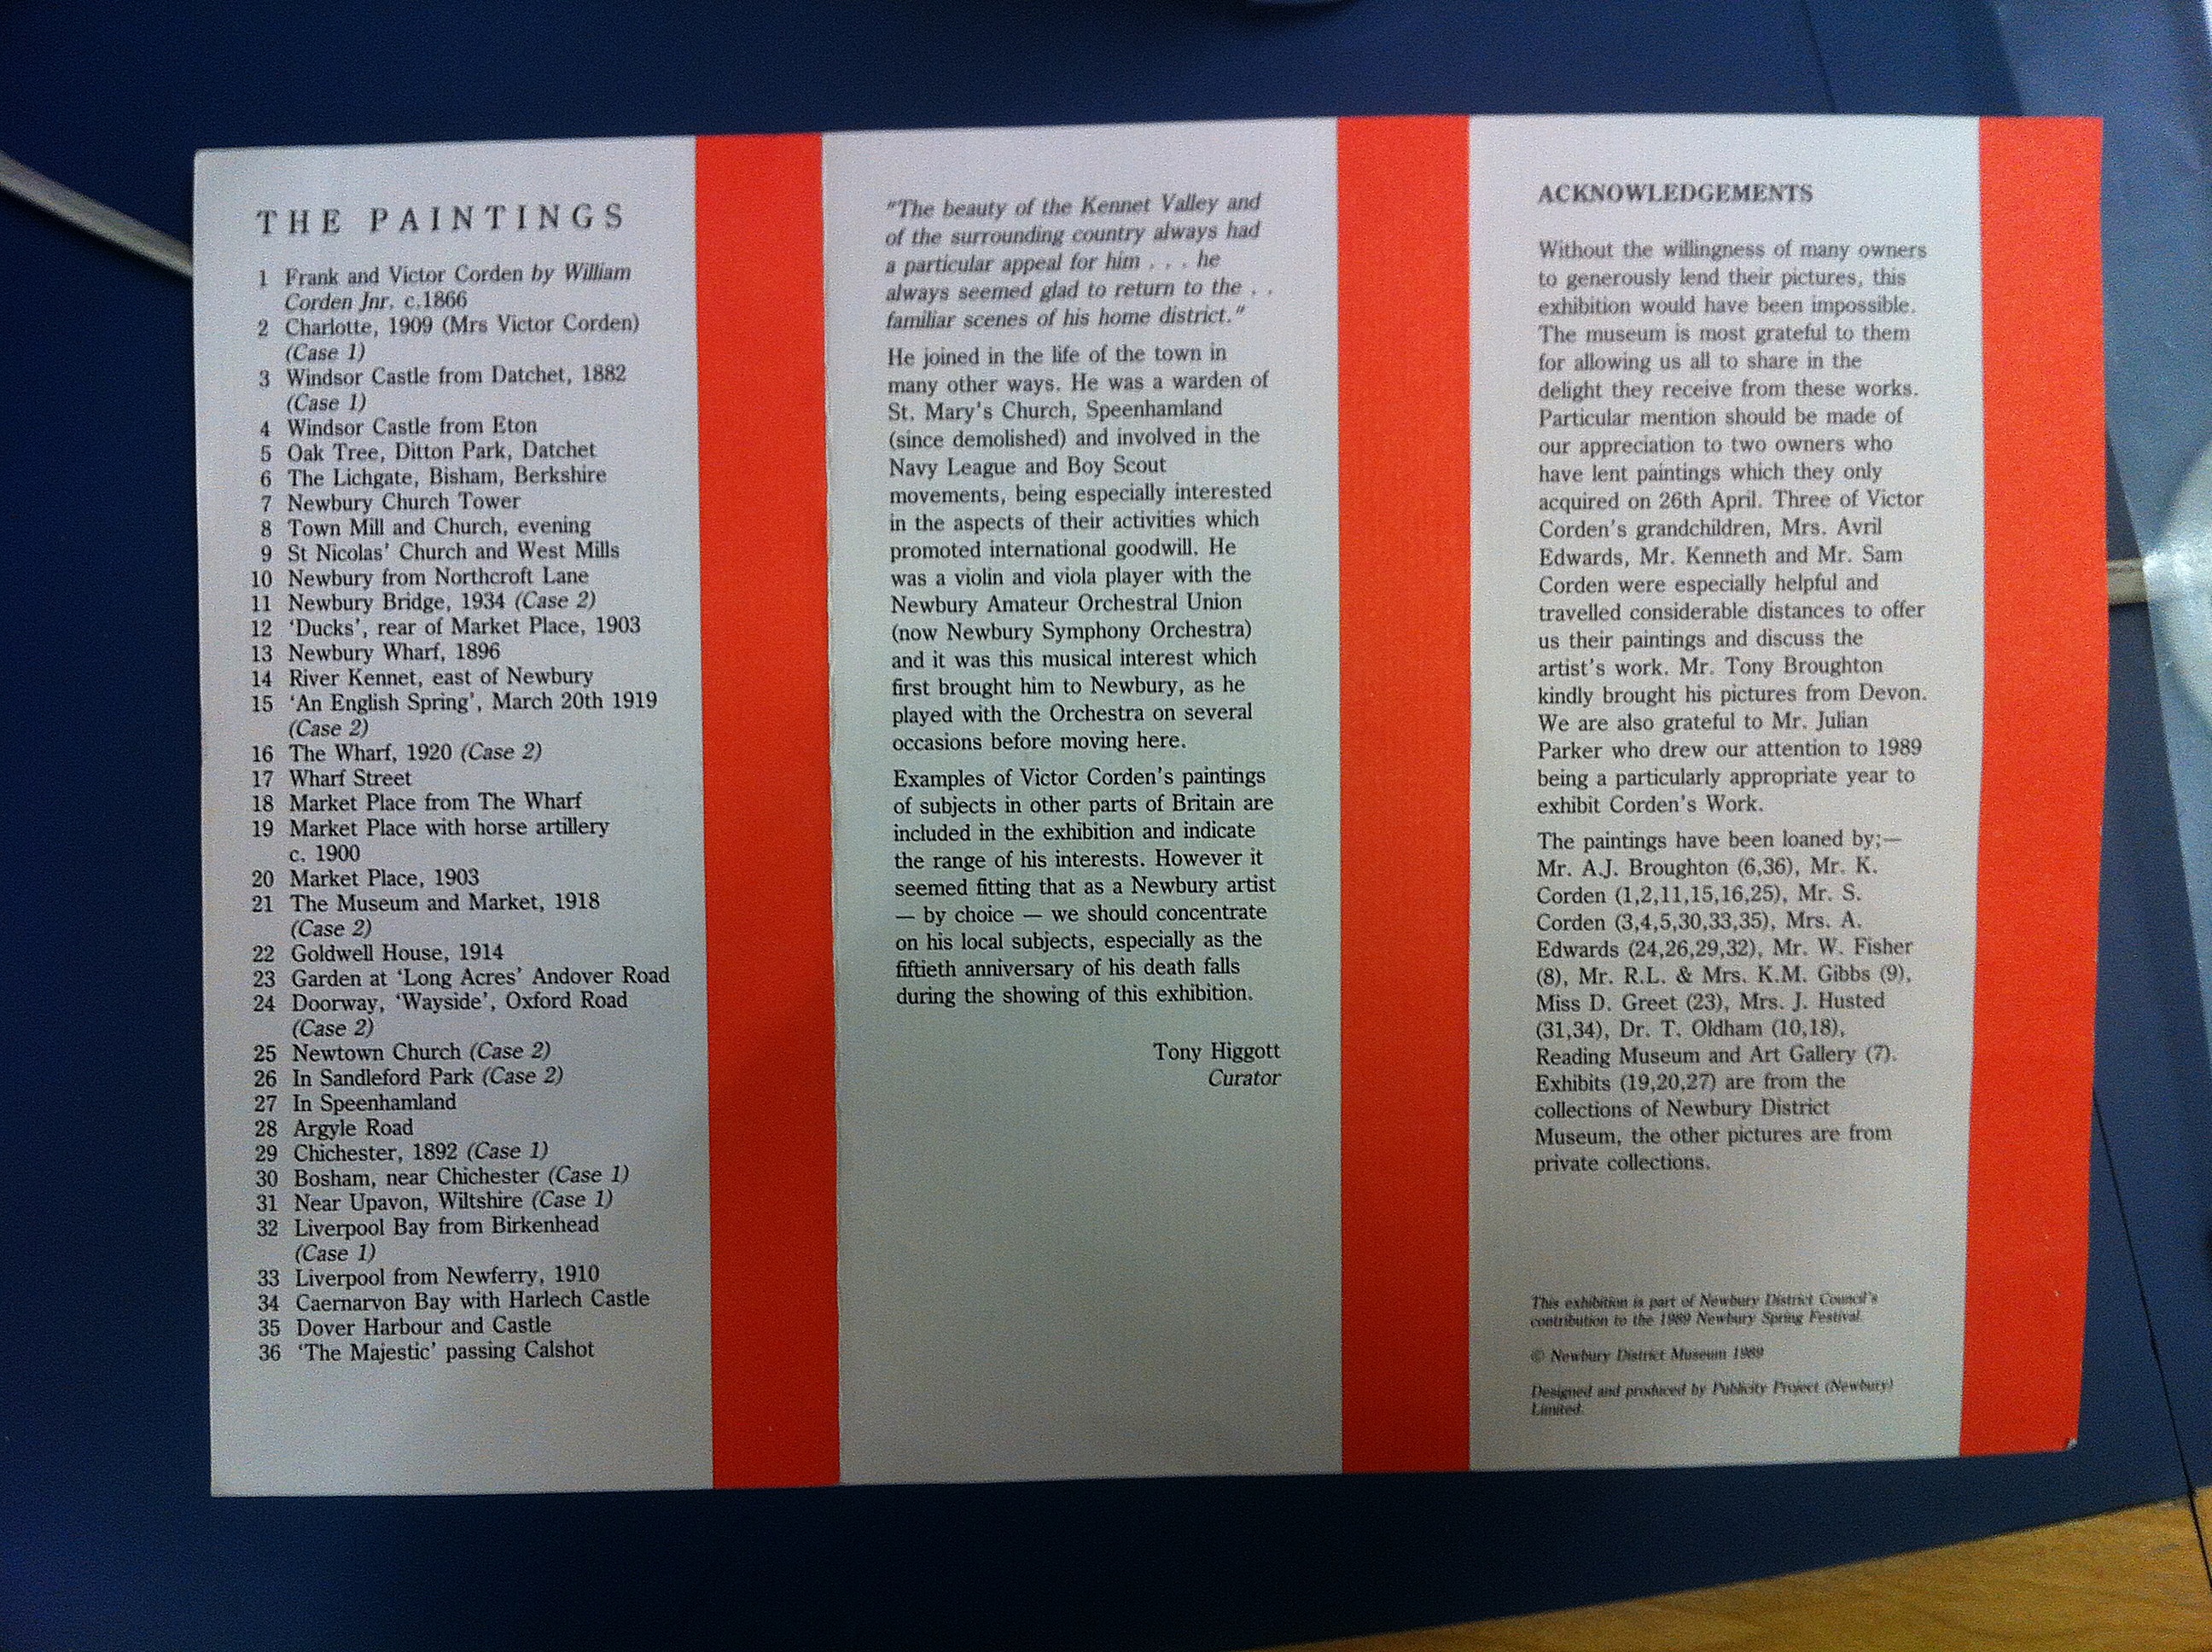 THE PAINTINGS
1 Frank and Victor Corden by William
Corden Jnr. c.1866
2 Charlotte, 1909 (Mrs Victor Corden)
(Case 1)
3 Windsor Castle from Datchet, 1882
(Case 1)
4 Windsor Castle from Eton
5 Oak Tree, Ditton Park, Datchet
6 The Lichgate, Bisham, Berkshire
7 Newbury Church Tower
8 Town Mill and Church, evening
9 St Nicolas' Church and West Mills
10 Newbury from Northcroft Lane
11 Newbury Bridge, 1934 (Case 2)
12 'Ducks', rear of Market Place, 1903
13 Newbury Wharf, 1896
14 River Kennet, east of Newbury
15 'An English Spring', March 20th 1919
(Case 2)
16 The Wharf, 1920 (Case 2)
17 Wharf Street
18 Market Place from The Wharf
19 Market Place with horse artillery
c. 1900
20 Market Place, 1903
21 The Museum and Market, 1918
(Case 2)
22 Goldwell House, 1914
23 Garden at 'Long Acres' Andover Road
24 Doorway, 'Wayside', Oxford Road
(Case 2)
25 Newtown Church (Case 2)
26 In Sandleford Park (Case 2)
27 In Speenhamland
28 Argyle Road
29 Chichester, 1892 (Case 1)
30 Bosham, near Chichester (Case 1)
31 Near Upavon, Wiltshire (Case 1)
32 Liverpool Bay from Birkenhead
(Case 1)
33 Liverpool from Newferry, 1910
34 Caernarvon Bay with Harlech Castle
35 Dover Harbour and Castle
36 'The Majestic' passing Calshot
"The beauty of the Kennet Valley and
of the surrounding country always had
a particular appeal for him . . . he
always seemed glad to return to the . .
familiar scenes of his home district."
He joined in the life of the town in
many other ways. He was a warden of
St. Mary's Church, Speenhamland
(since demolished) and involved in the
Navy League and Boy Scout
movements, being especially interested
in the aspects of their activities which
promoted international goodwill. He
was a violin and viola player with the
Newbury Amateur Orchestral Union
(now Newbury Symphony Orchestra)
and it was this musical interest which
first brought him to Newbury, as he
played with the Orchestra on several
occasions before moving here.
Examples of Victor Corden's paintings
of subjects in other parts of Britain are
included in the exhibition and indicate
the range of his interests. However it
seemed fitting that as a Newbury artist
— by choice — we should concentrate
on his local subjects, especially as the
fiftieth anniversary of his death falls
during the showing of this exhibition.
Tony Higgott
Curator
ACKNOWLEDGEMENTS
Without the willingness of many owners
to generously lend their pictures, this
exhibition would have been impossible.
The museum is most grateful to them
for allowing us all to share in the
delight they receive from these works.
Particular mention should be made of
our appreciation to two owners who
have lent paintings which they only
acquired on 26th April. Three of Victor
Corden's grandchildren, Mrs. Avril
Edwards, Mr. Kenneth and Mr. Sam
Corden were especially helpful and
travelled considerable distances to offer
us their paintings and discuss the
artist's work. Mr. Tony Broughton
kindly brought his pictures from Devon.
We are also grateful to Mr. Julian
Parker who drew our attention to 1989
being a particularly appropriate year to
exhibit Corden's Work.
The paintings have been loaned by;—
Mr. A.J. Broughton (6,36), Mr. K.
Corden (1,2,11,15,16,25), Mr. S.
Corden (3,4,5,30,33,35), Mrs. A.
Edwards (24,26,29,32), Mr. W. Fisher
(8), Mr. R.L. & Mrs. K.M. Gibbs (9),
Miss D. Greet (23), Mrs. J. Husted
(31,34), Dr. T. Oldham (10,18),
Reading Museum and Art Gallery (7).
Exhibits (19,20,27) are from the
collections of Newbury District
Museum, the other pictures are from
private collections.
This exhibition is part of Newbury District Council's
contribution to the 1989 Newbury Spring Festival.
© Newbury District Museum 1989
Designed and produced by Publicity Project (Newbury)
Limited.